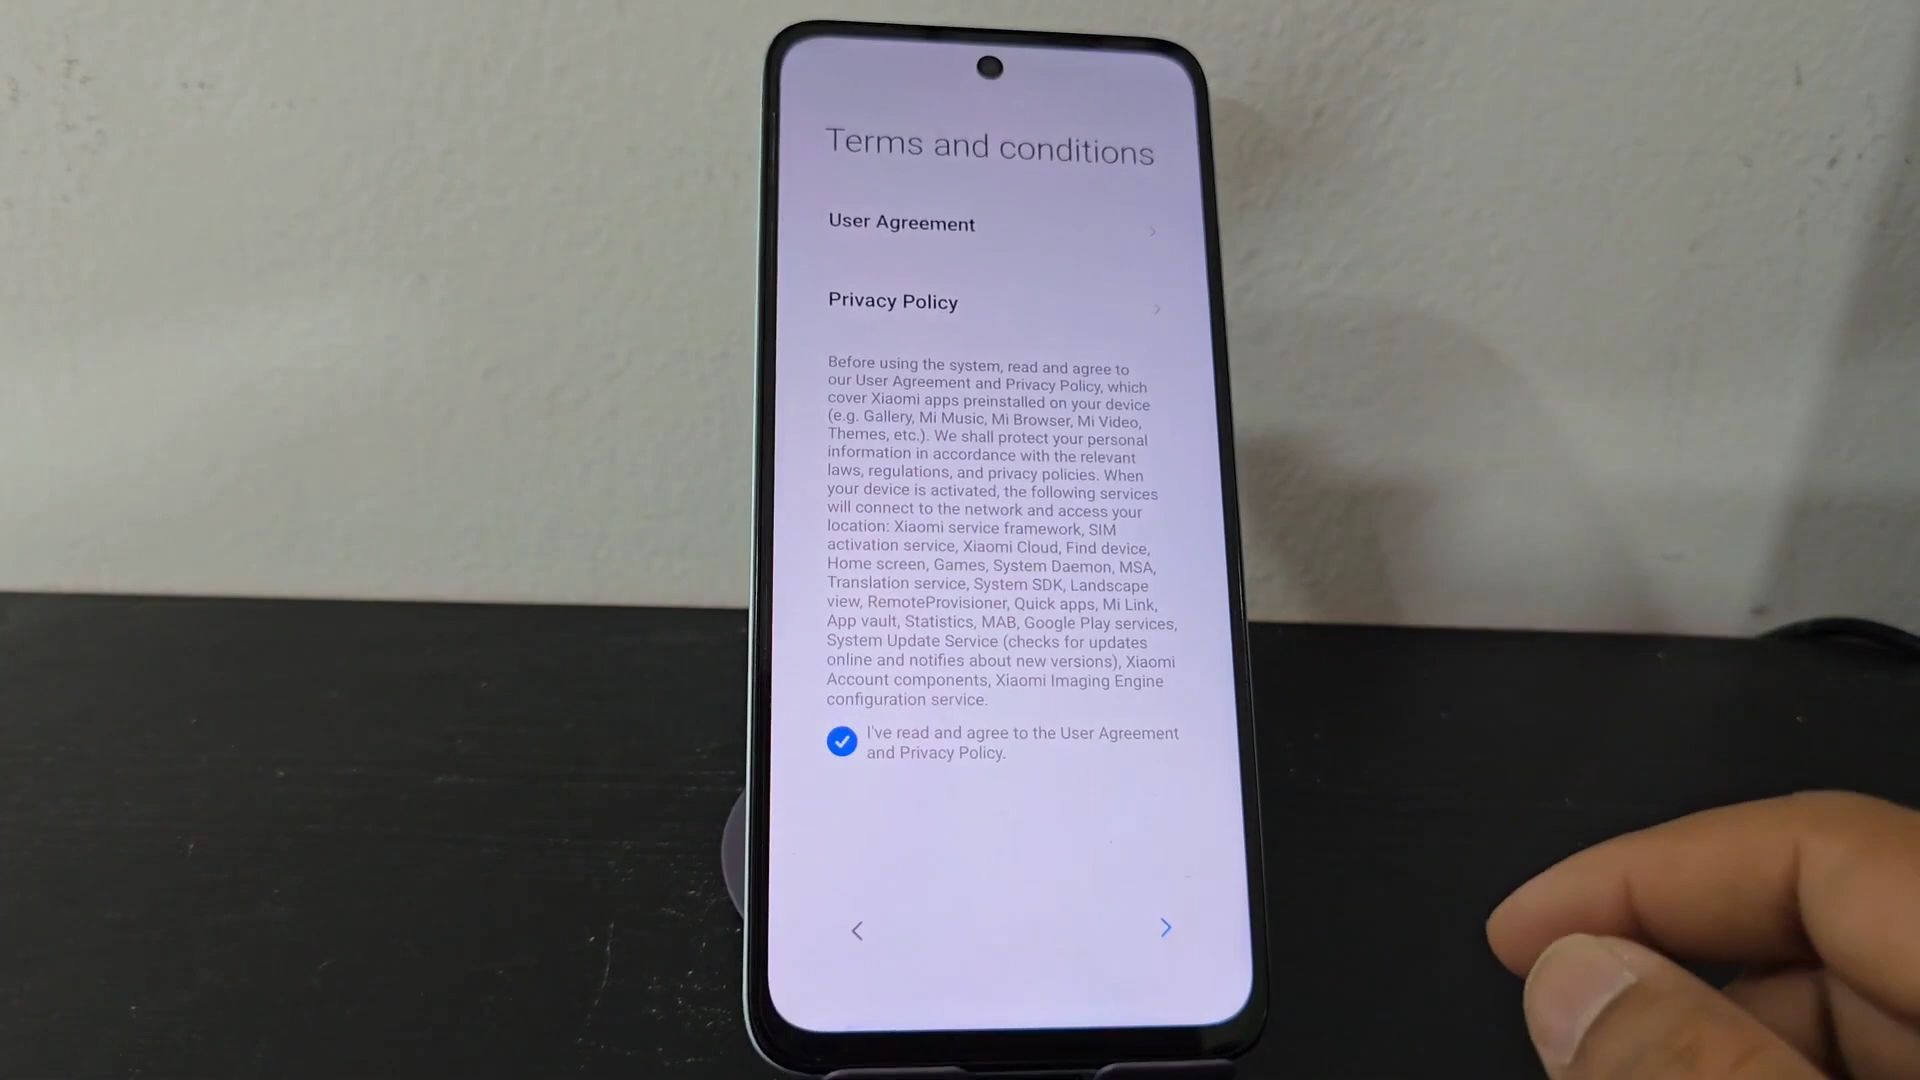 Terms and conditions
User Agreement
Privacy Policy
Before using the system, read and agree to
our User Agreement and Privacy Policy, which
cover Xiaomi apps preinstalled on your device
(e.g. Gallery, Mi Music, Mi Browser, Mi Video,
Themes, etc.). We shall protect your personal
information in accordance with the relevant
laws, regulations, and privacy policies. When
your device is activated, the following services
will connect to the network and access your
location: Xiaomi service framework, SIM
activation service, Xiaomi Cloud, Find device,
Home screen, Games, System Daemon, MSA,
Translation service, System SDK, Landscape
view, RemoteProvisioner, Quick apps, Mi Link,
App vault, Statistics, MAB, Google Play services,
System Update Service (checks for updates
online and notifies about new versions), Xiaomi
Account components, Xiaomi Imaging Engine
configuration service.
I've read and agree to the User Agreement
and Privacy Policy.